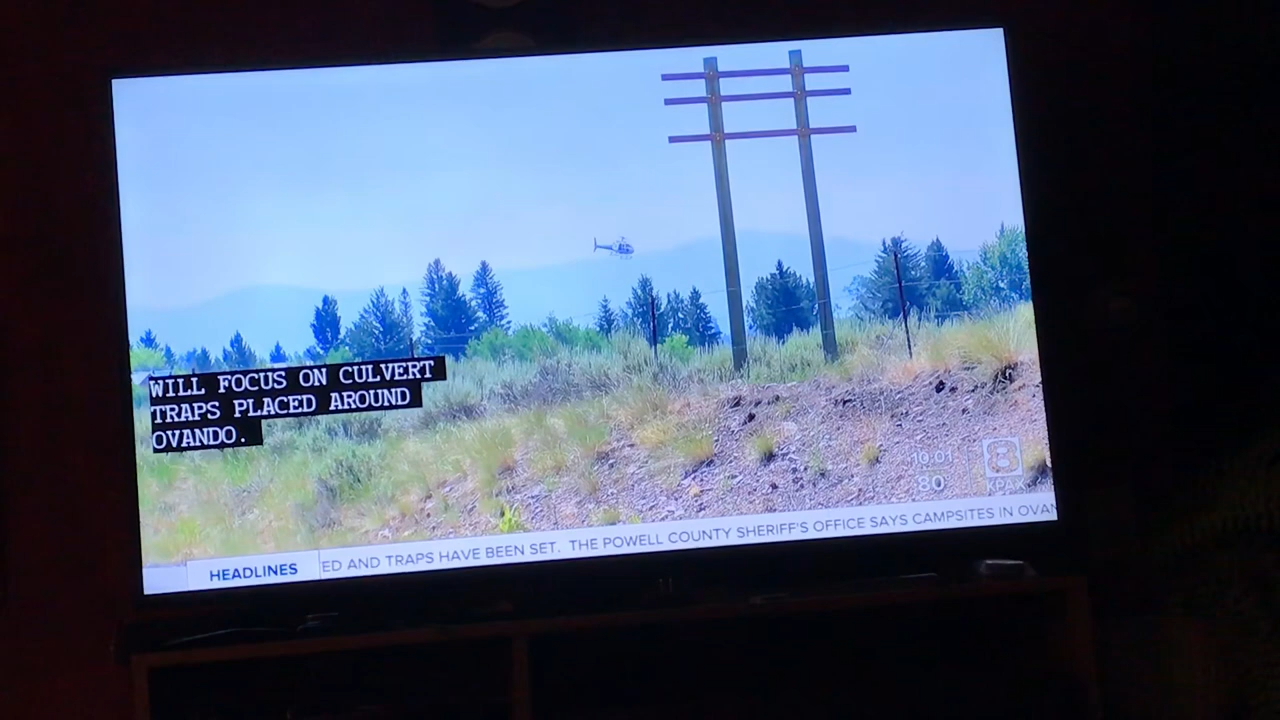 WILL FOCUS ON CULVERT
TRAPS PLACED AROUND
OVANDO.
10:01
80
8
KPAX
HEADLINES
ED AND TRAPS HAVE BEEN SET. THE POWELL COUNTY SHERIFF'S OFFICE SAYS CAMPSITES IN OVAN